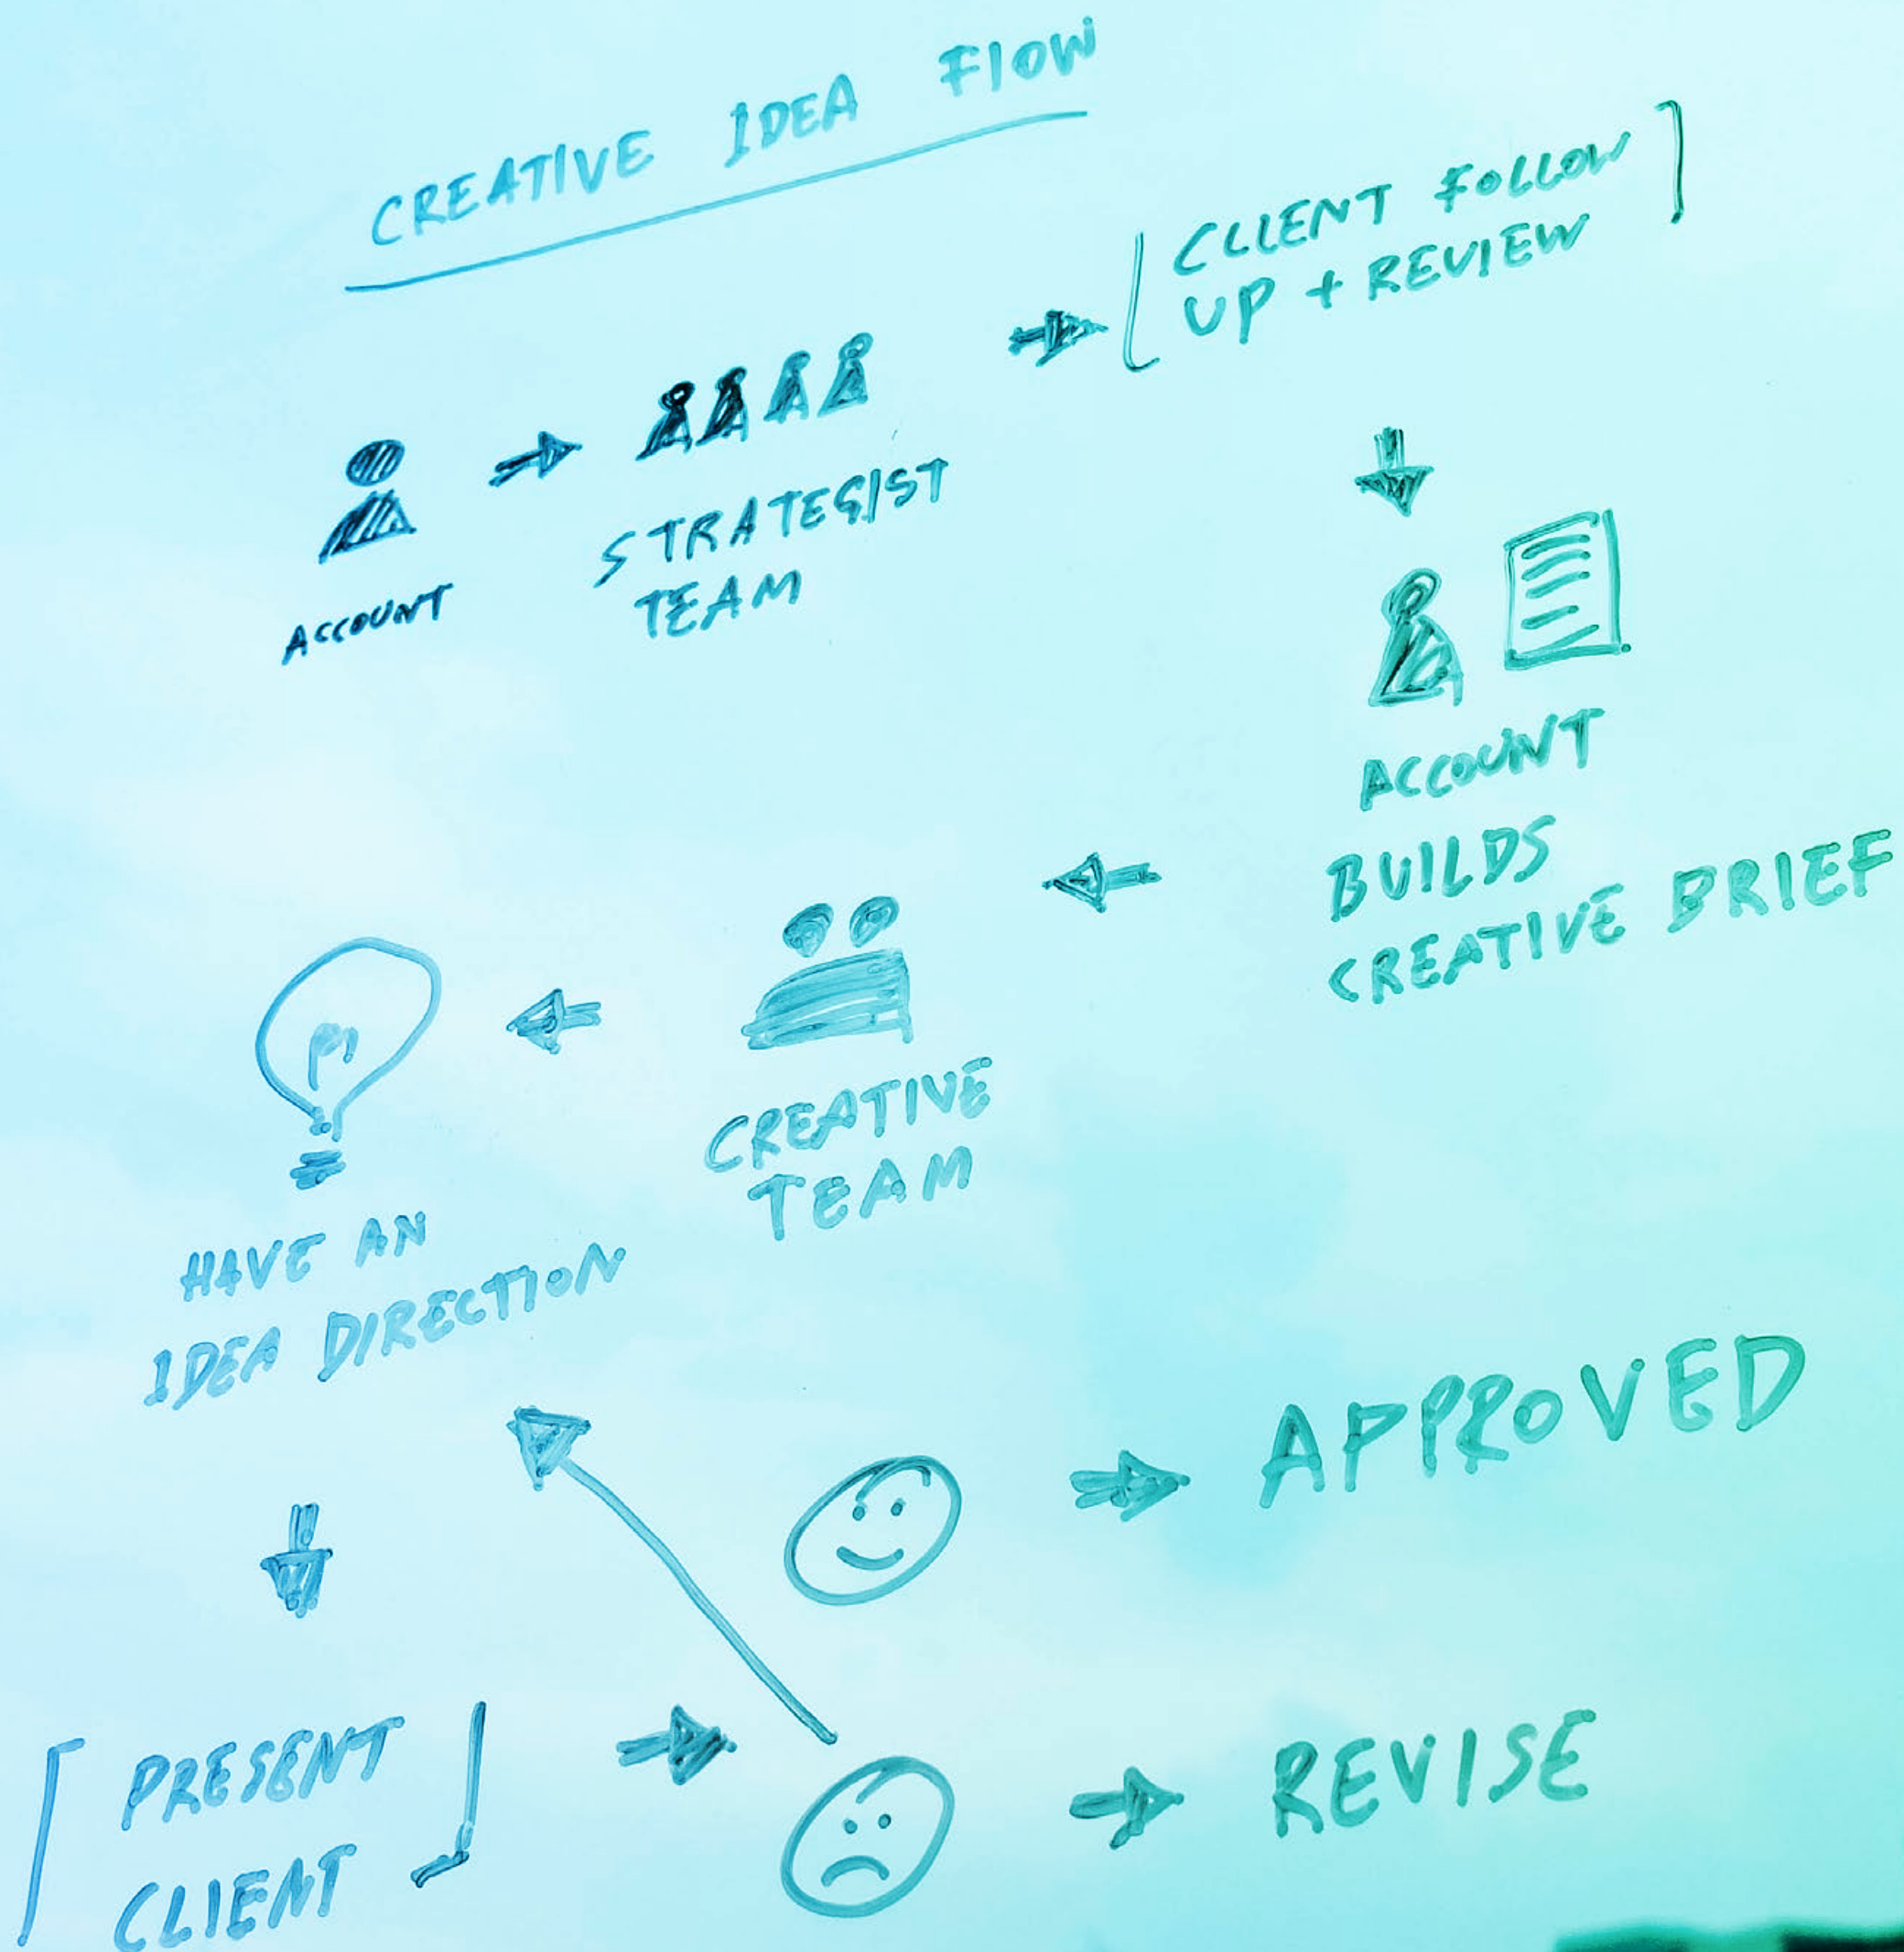 CREATIVE IDEA FLOW
CLIENT FOLLOW
UP + REVIEW
ACCOUNT
STRATEGIST
TEAM
ACCOUNT
BUILDS
CREATIVE BRIEF
CREATIVE
TEAM
HAVE AN
IDEA DIRECTION
APPROVED
PRESENT
CLIENT
REVISE